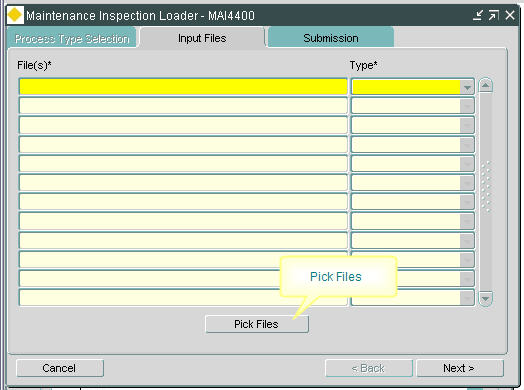 Maintenance Inspection Loader - MAI4400
Process Type Selection
Input Files
Submission
File(s)*
Type*
Pick Files
Pick Files
Cancel
< Back
Next >